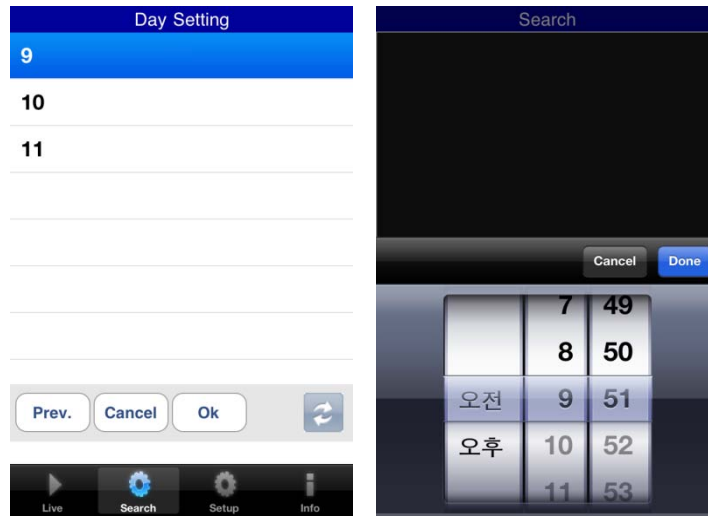 Day Setting
9
10
11
Prev. Cancel Ok
Live Search Setup Info
Search
Cancel Done
7 49
8 50
오전 9 51
오후 10 52
11 53